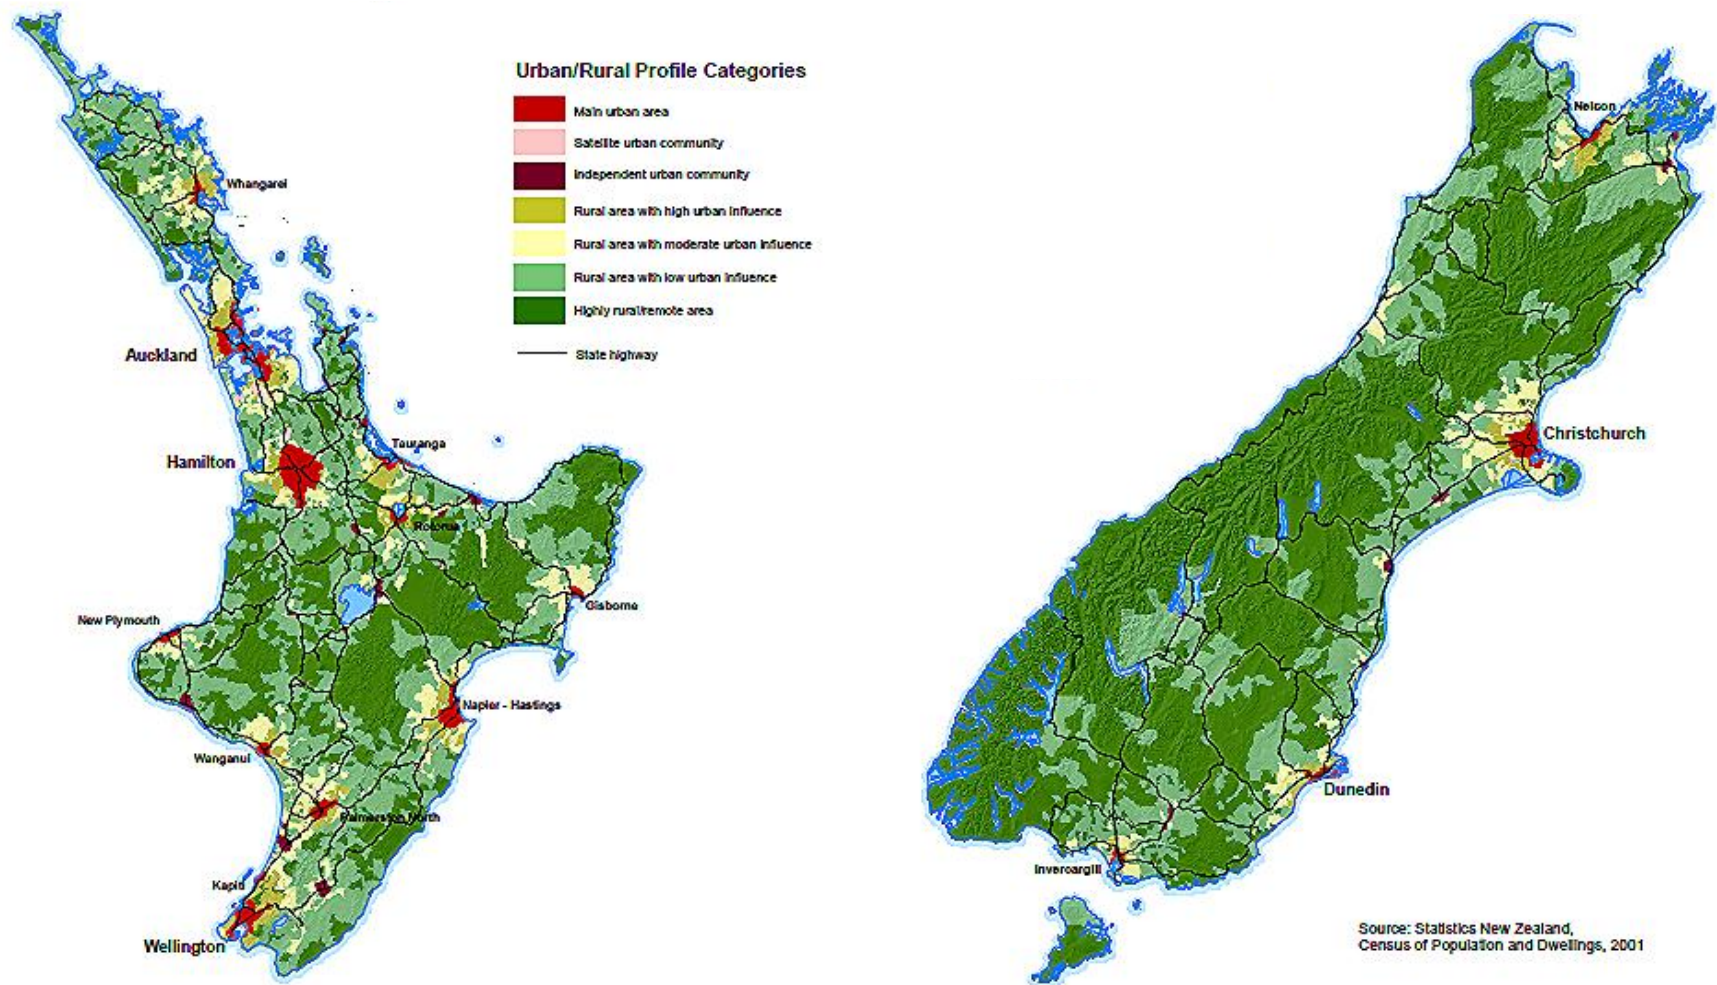 Urban/Rural Profile Categories
Main urban area
Satellite urban community
Independent urban community
Rural area with high urban influence
Rural area with moderate urban influence
Rural area with low urban influence
Highly rural/remote area
State highway
Whangarei
Auckland
Hamilton
Tauranga
Rotorua
Gisborne
New Plymouth
Napier - Hastings
Wanganui
Palmerston North
Kapiti
Wellington
Nelson
Christchurch
Dunedin
Invercargill
Source: Statistics New Zealand,
Census of Population and Dwellings, 2001